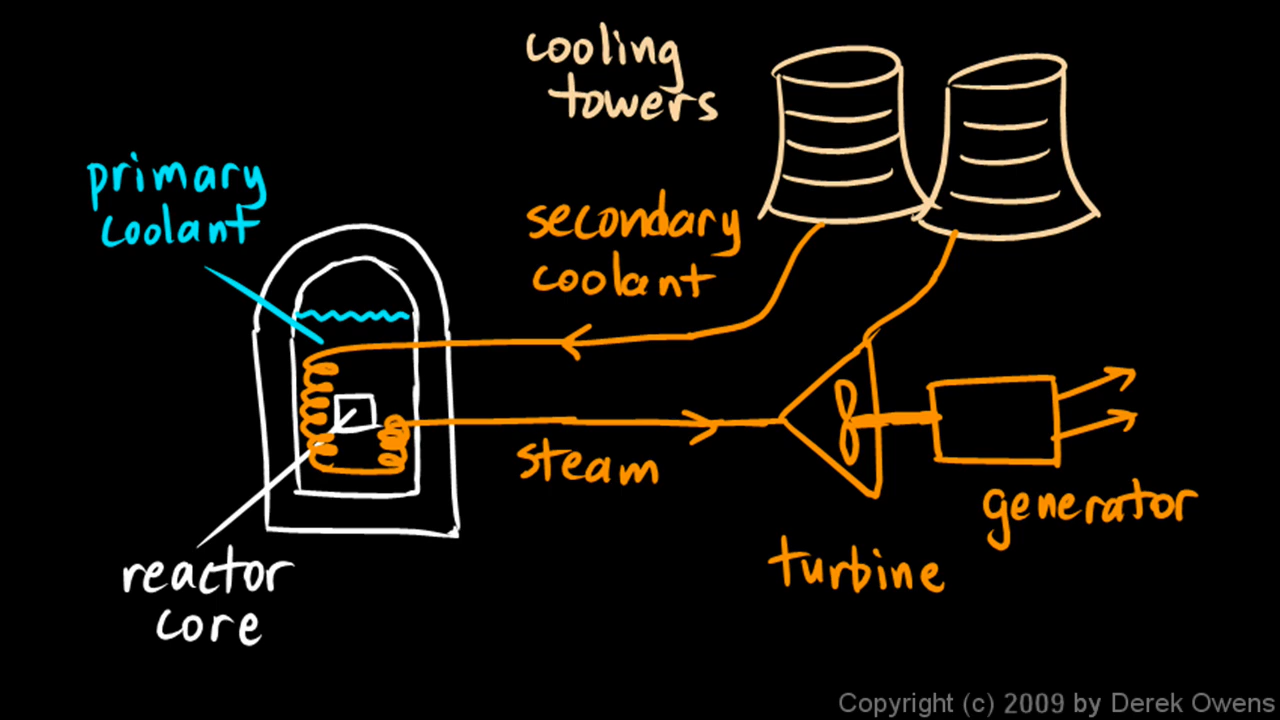 cooling
towers
primary
coolant
secondary
coolant
steam
generator
turbine
reactor
core
Copyright (c) 2009 by Derek Owens